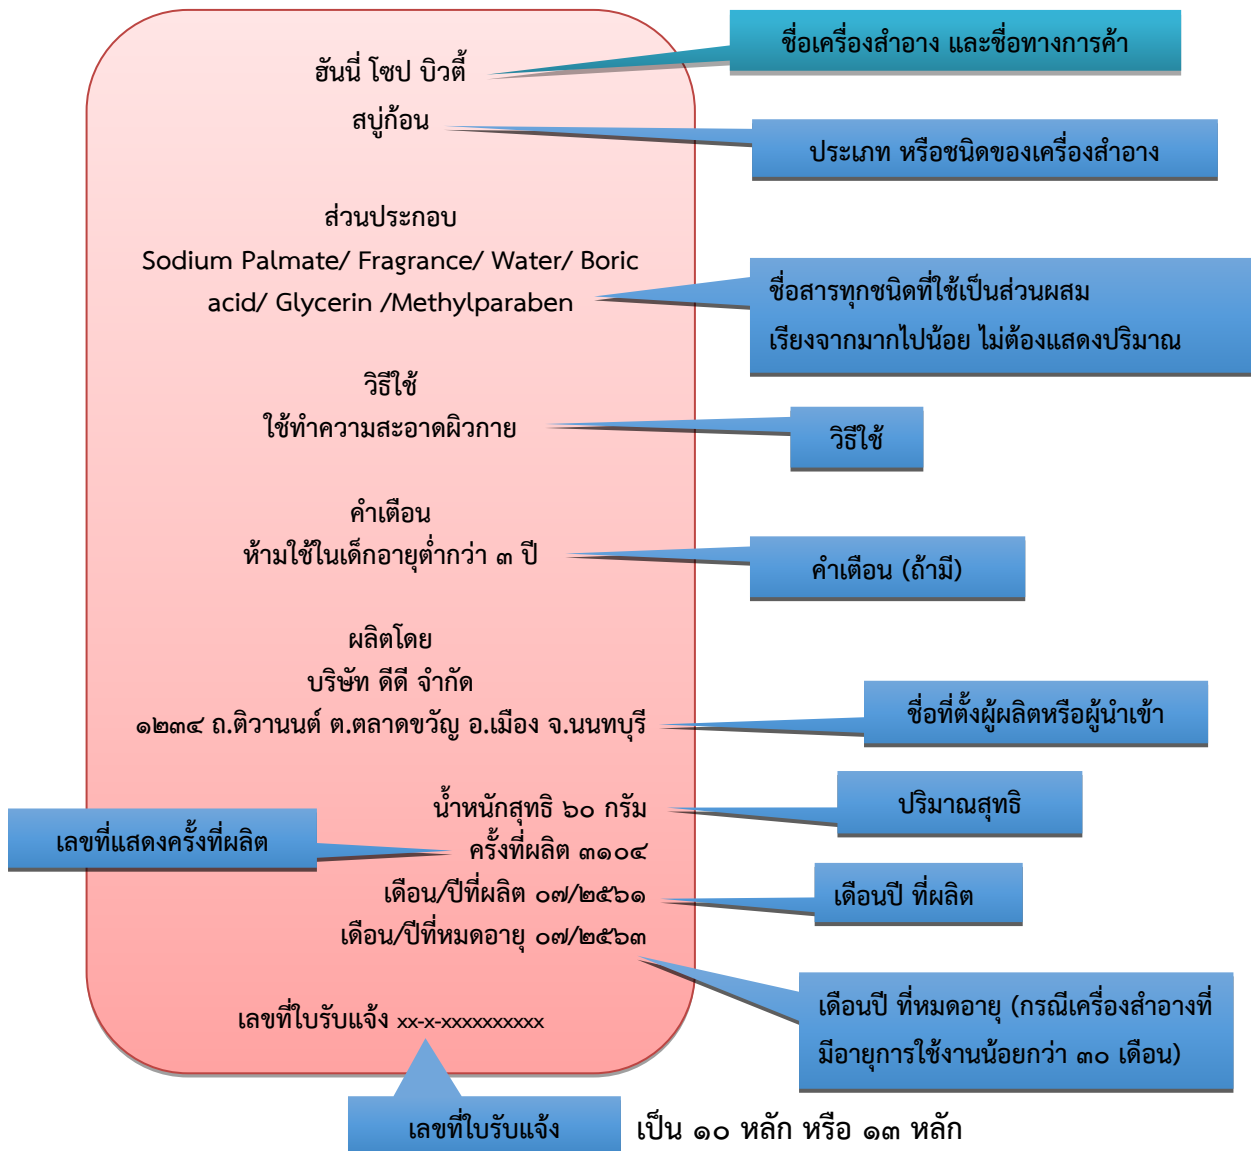 ฮันนี่ โซป บิวตี้
ชื่อเครื่องสำอาง และชื่อทางการค้า
สบู่ก้อน
ประเภท หรือชนิดของเครื่องสำอาง
ส่วนประกอบ
Sodium Palmate/ Fragrance/ Water/ Boric
acid/ Glycerin /Methylparaben
ชื่อสารทุกชนิดที่ใช้เป็นส่วนผสม
เรียงจากมากไปน้อย ไม่ต้องแสดงปริมาณ
วิธีใช้
ใช้ทำความสะอาดผิวกาย
วิธีใช้
คำเตือน
ห้ามใช้ในเด็กอายุต่ำกว่า ๓ ปี
คำเตือน (ถ้ามี)
ผลิตโดย
บริษัท ดีดี จำกัด
๑๒๓๔ ถ.ติวานนต์ ต.ตลาดขวัญ อ.เมือง จ.นนทบุรี
ชื่อที่ตั้งผู้ผลิตหรือผู้นำเข้า
น้ำหนักสุทธิ ๖๐ กรัม
ปริมาณสุทธิ
เลขที่แสดงครั้งที่ผลิต
ครั้งที่ผลิต ๓๑๐๔
เดือน/ปีที่ผลิต ๐๗/๒๕๖๑
เดือนปี ที่ผลิต
เดือน/ปีที่หมดอายุ ๐๗/๒๕๖๓
เดือนปี ที่หมดอายุ (กรณีเครื่องสำอางที่
มีอายุการใช้งานน้อยกว่า ๓๐ เดือน)
เลขที่ใบรับแจ้ง xx-x-xxxxxxxxxx
เลขที่ใบรับแจ้ง
เป็น ๑๐ หลัก หรือ ๑๓ หลัก